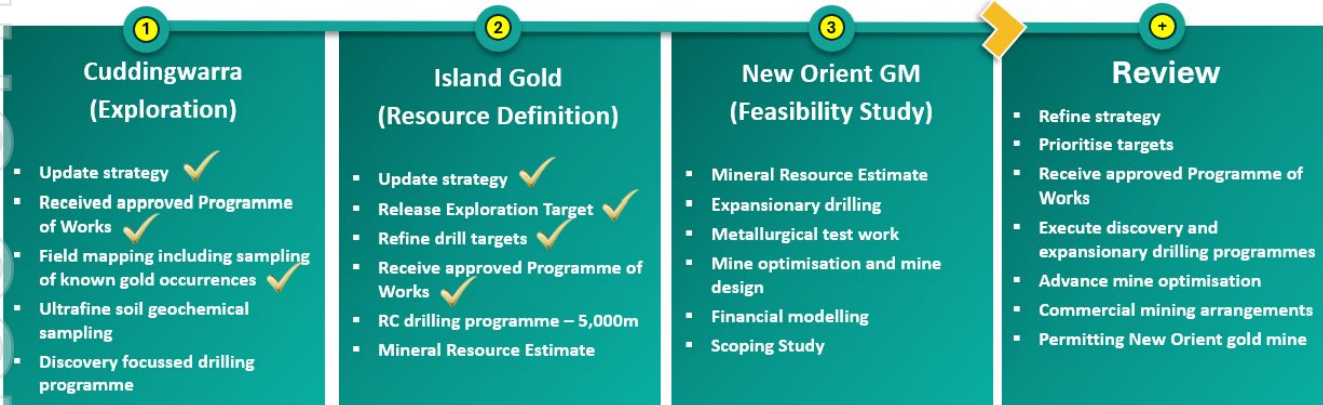 1
Cuddingwarra
(Exploration)
▪ Update strategy
▪ Received approved Programme
of Works
▪ Field mapping including sampling
of known gold occurrences
▪ Ultrafine soil geochemical
sampling
▪ Discovery focussed drilling
programme
2
Island Gold
(Resource Definition)
▪ Update strategy
▪ Release Exploration Target
▪ Refine drill targets
▪ Receive approved Programme of
Works
▪ RC drilling programme – 5,000m
▪ Mineral Resource Estimate
3
New Orient GM
(Feasibility Study)
▪ Mineral Resource Estimate
▪ Expansionary drilling
▪ Metallurgical test work
▪ Mine optimisation and mine
design
▪ Financial modelling
▪ Scoping Study
+
Review
▪ Refine strategy
▪ Prioritise targets
▪ Receive approved Programme of
Works
▪ Execute discovery and
expansionary drilling programmes
▪ Advance mine optimisation
▪ Commercial mining arrangements
▪ Permitting New Orient gold mine